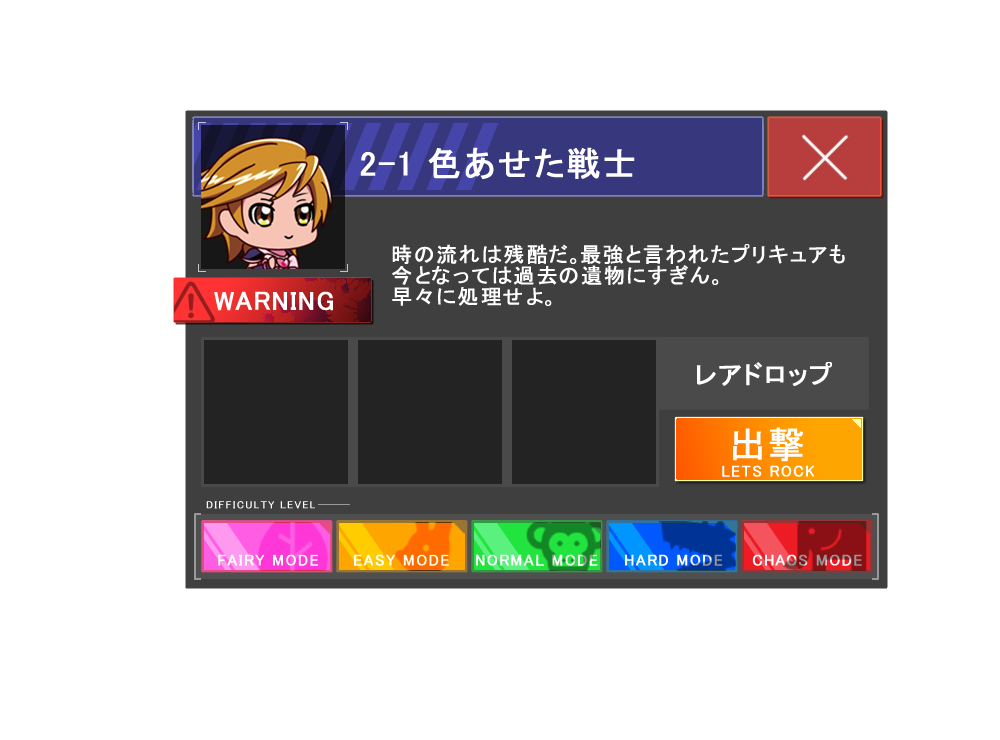 2-1 色あせた戦士
時の流れは残酷だ。最強と言われたプリキュアも
今となっては過去の遺物にすぎん。
早々に処理せよ。
WARNING
レアドロップ
出撃
LETS ROCK
DIFFICULTY LEVEL
FAIRY MODE
EASY MODE
NORMAL MODE
HARD MODE
CHAOS MODE